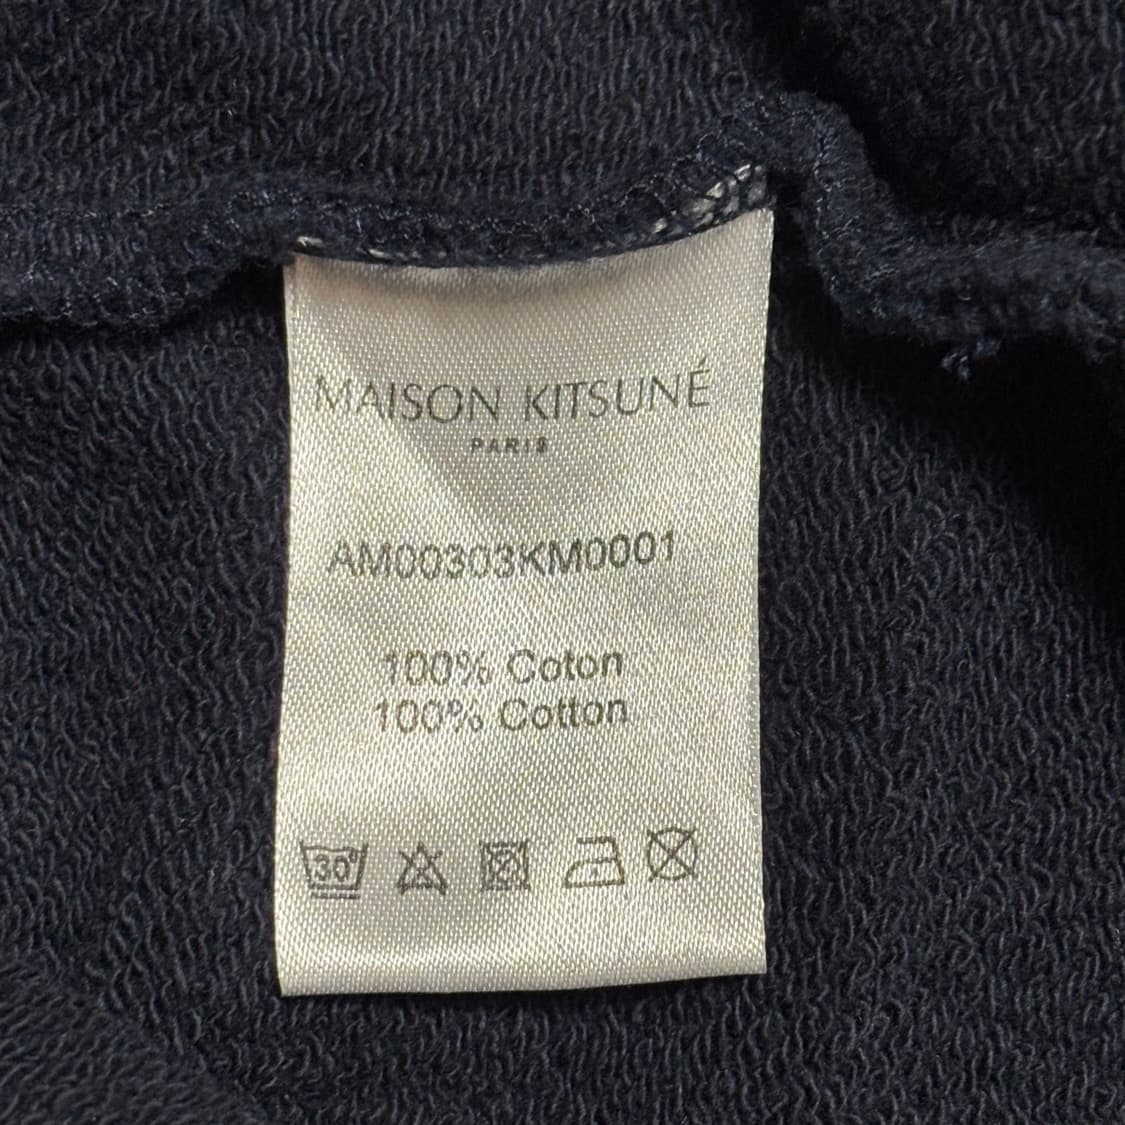 MAISON KITSUNÉ
PARIS
AM00303KM0001
100% Coton
100% Cotton
30°